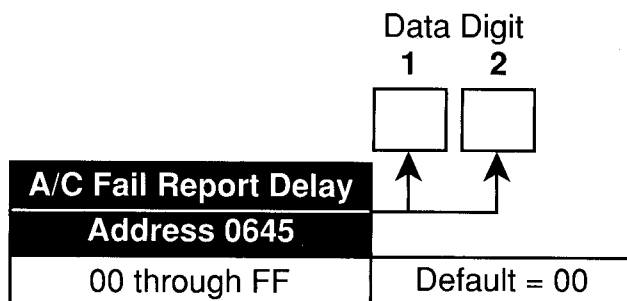 Data Digit
1 2
A/C Fail Report Delay
Address 0645
00 through FF Default = 00